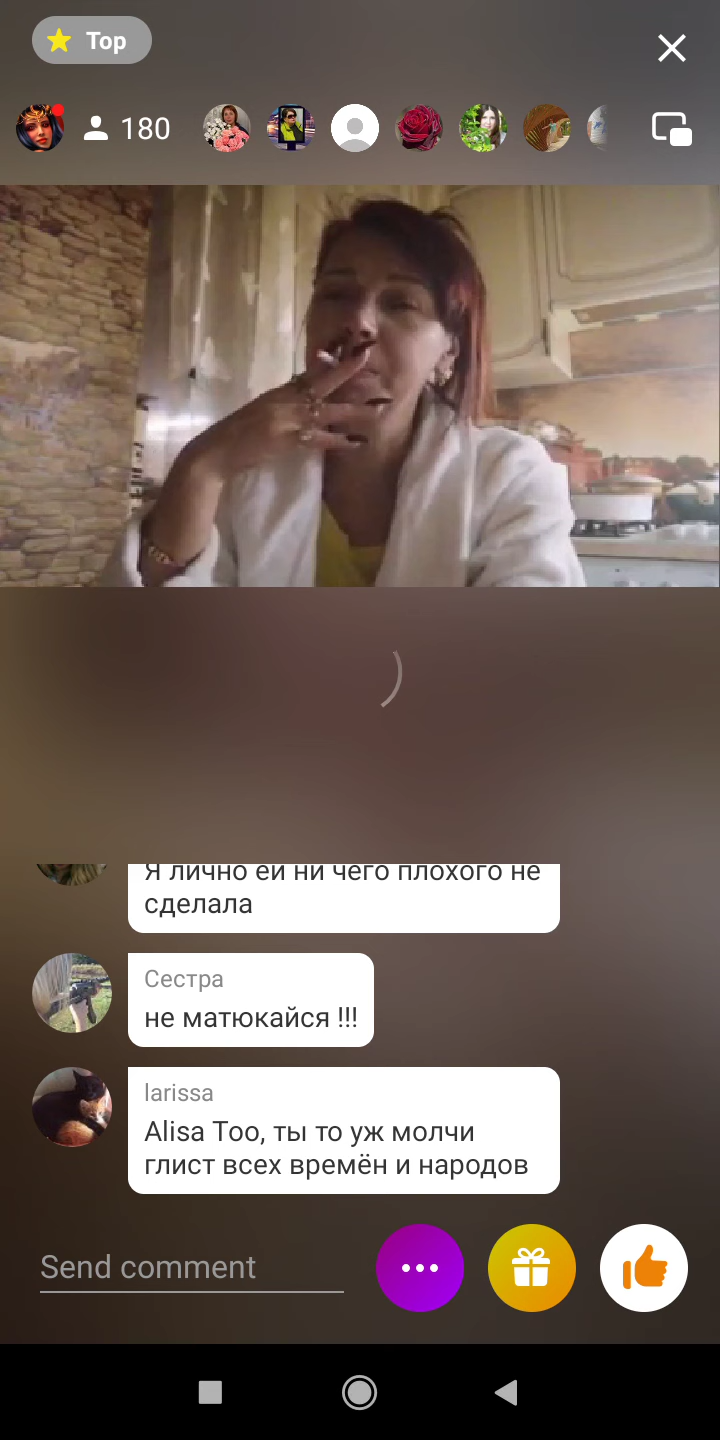 Top
180
Я лично ей ни чего плохого не
сделала
Сестра
не матюкайся !!!
larissa
Alisa Too, ты то уж молчи
глист всех времён и народов
Send comment